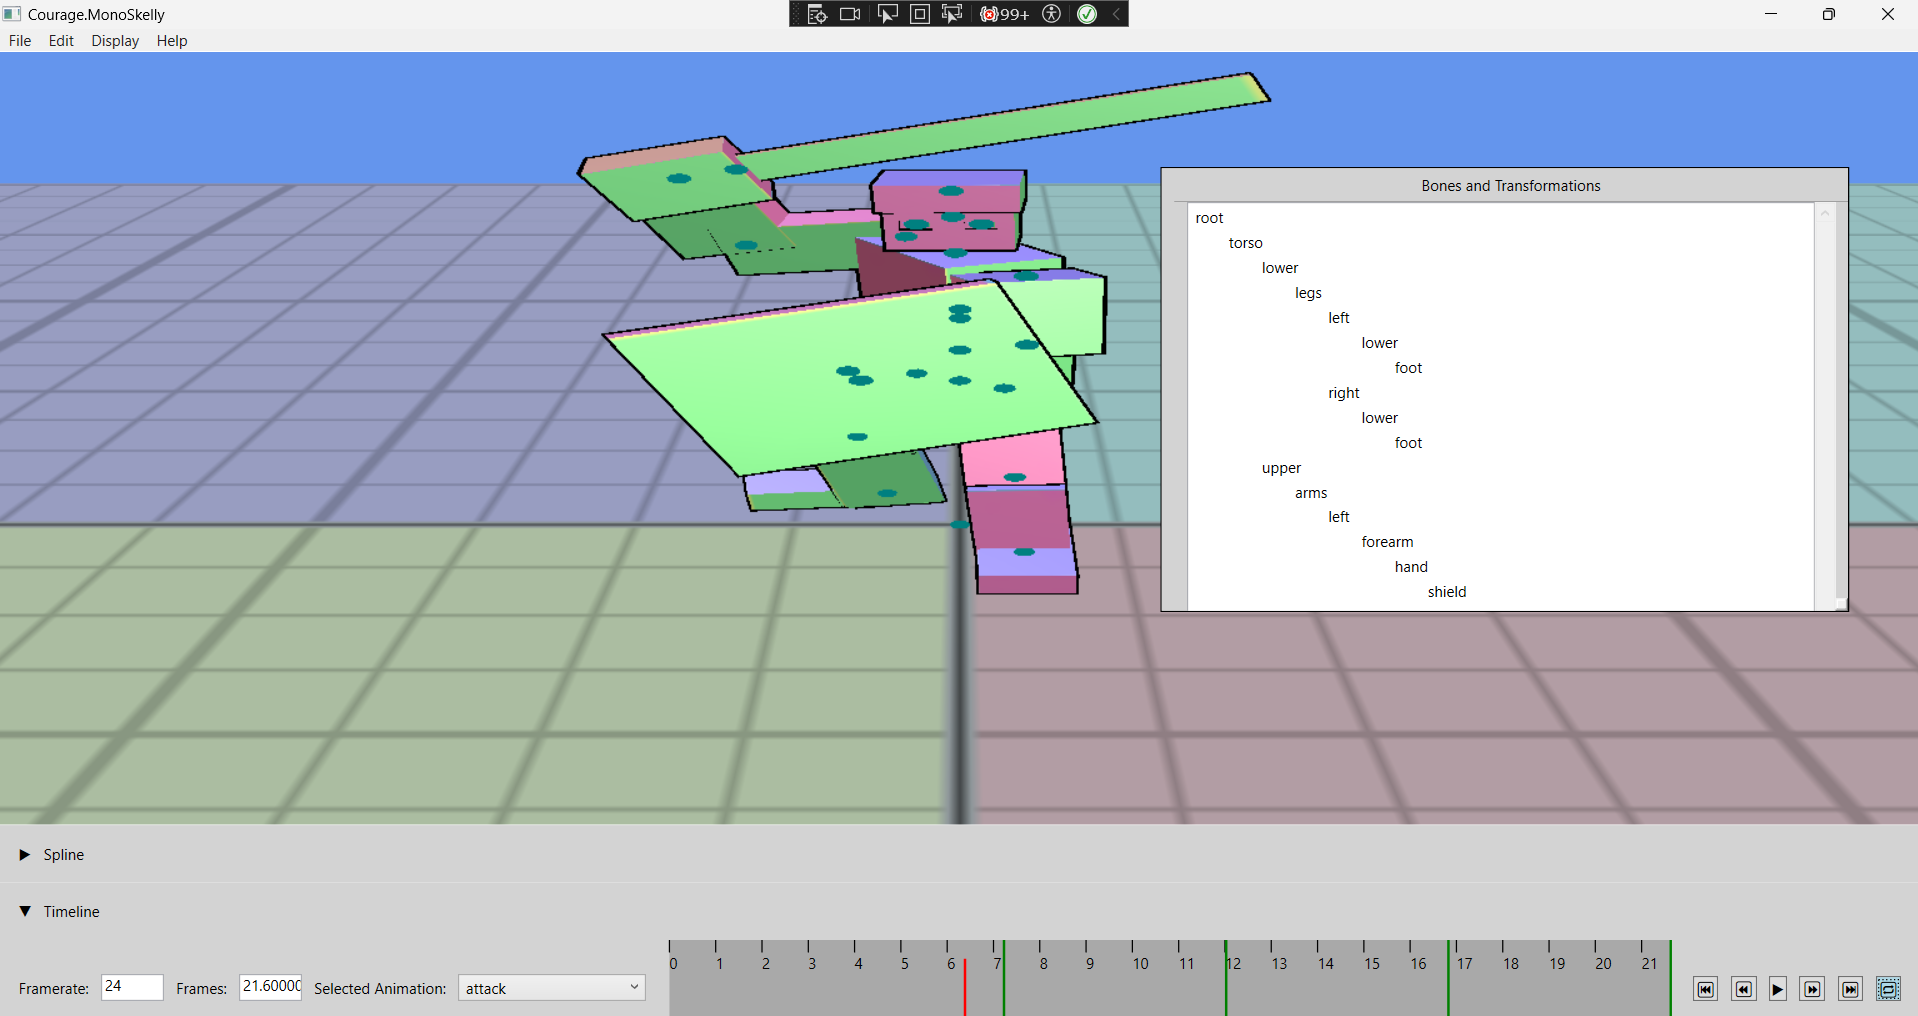 Courage.MonoSkelly
99+
File Edit Display Help
Bones and Transformations
root
torso
lower
legs
left
lower
foot
right
lower
foot
upper
arms
left
forearm
hand
shield
Spline
Timeline
0 1 2 3 4 5 6 7 8 9 10 11 12 13 14 15 16 17 18 19 20 21
Framerate: 24 Frames: 21.6000 Selected Animation: attack